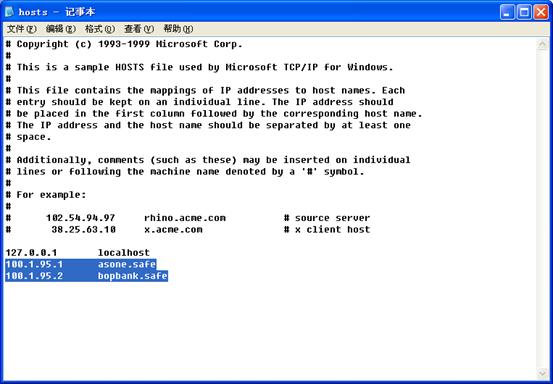 hosts - 记事本
文件(F) 编辑(E) 格式(O) 查看(V) 帮助(H)
# Copyright (c) 1993-1999 Microsoft Corp.
#
# This is a sample HOSTS file used by Microsoft TCP/IP for Windows.
#
# This file contains the mappings of IP addresses to host names. Each
# entry should be kept on an individual line. The IP address should
# be placed in the first column followed by the corresponding host name.
# The IP address and the host name should be separated by at least one
# space.
#
# Additionally, comments (such as these) may be inserted on individual
# lines or following the machine name denoted by a '#' symbol.
#
# For example:
#
#      102.54.94.97     rhino.acme.com          # source server
#       38.25.63.10     x.acme.com              # x client host
127.0.0.1       localhost
100.1.95.1      asone.safe
100.1.95.2      bopbank.safe